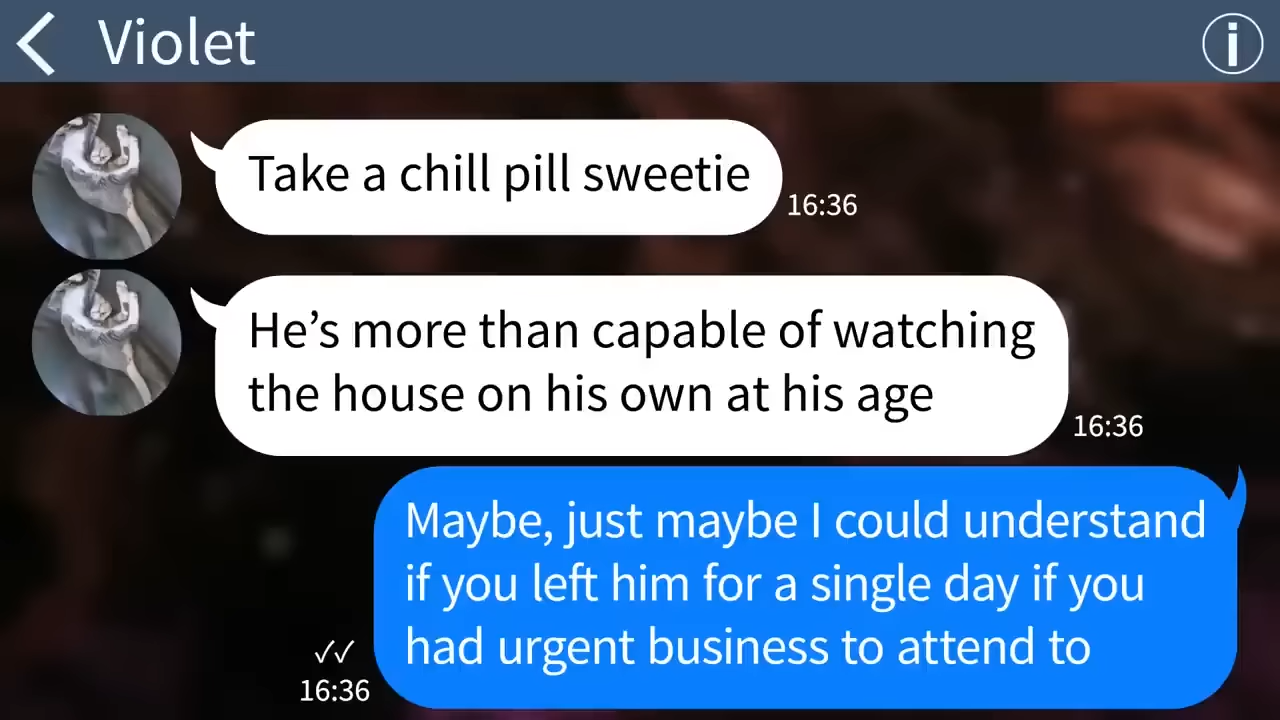 Violet
Take a chill pill sweetie
16:36
He’s more than capable of watching
the house on his own at his age
16:36
Maybe, just maybe I could understand
if you left him for a single day if you
had urgent business to attend to
16:36